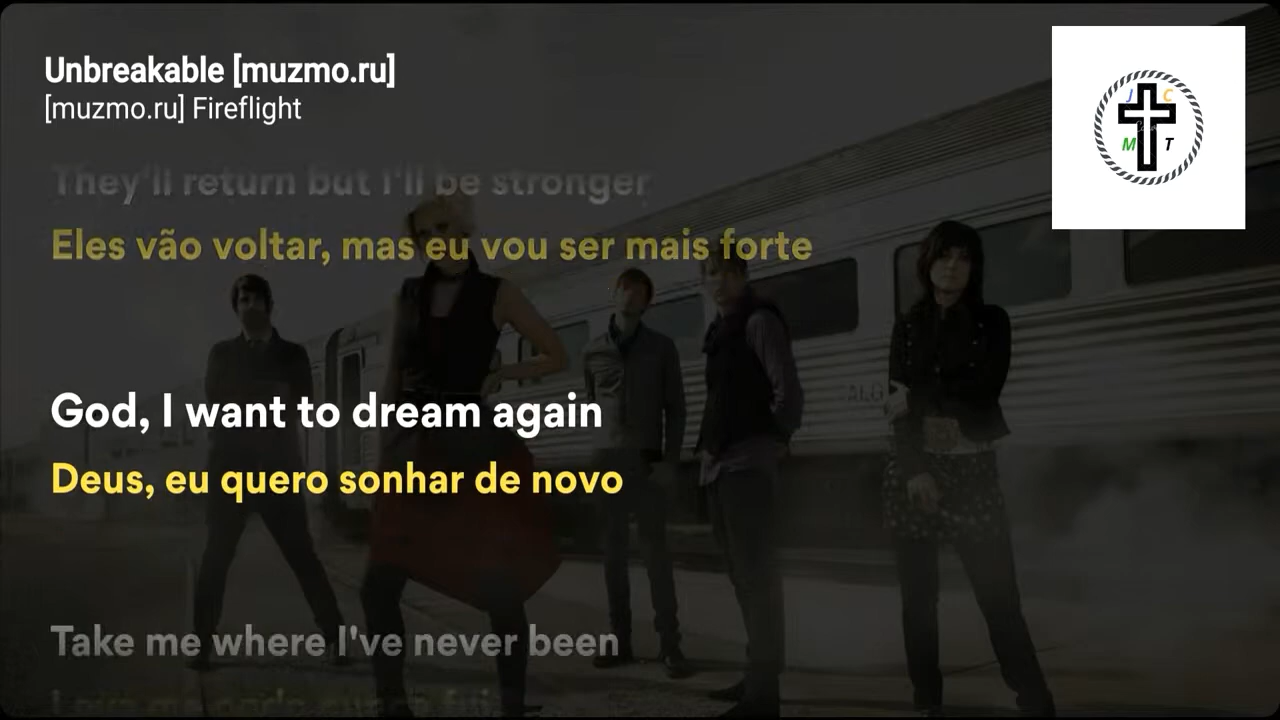 Unbreakable [muzmo.ru]
[muzmo.ru] Fireflight
J C
M T
They'll return but I'll be stronger
Eles vão voltar, mas eu vou ser mais forte
God, I want to dream again
Deus, eu quero sonhar de novo
Take me where I've never been